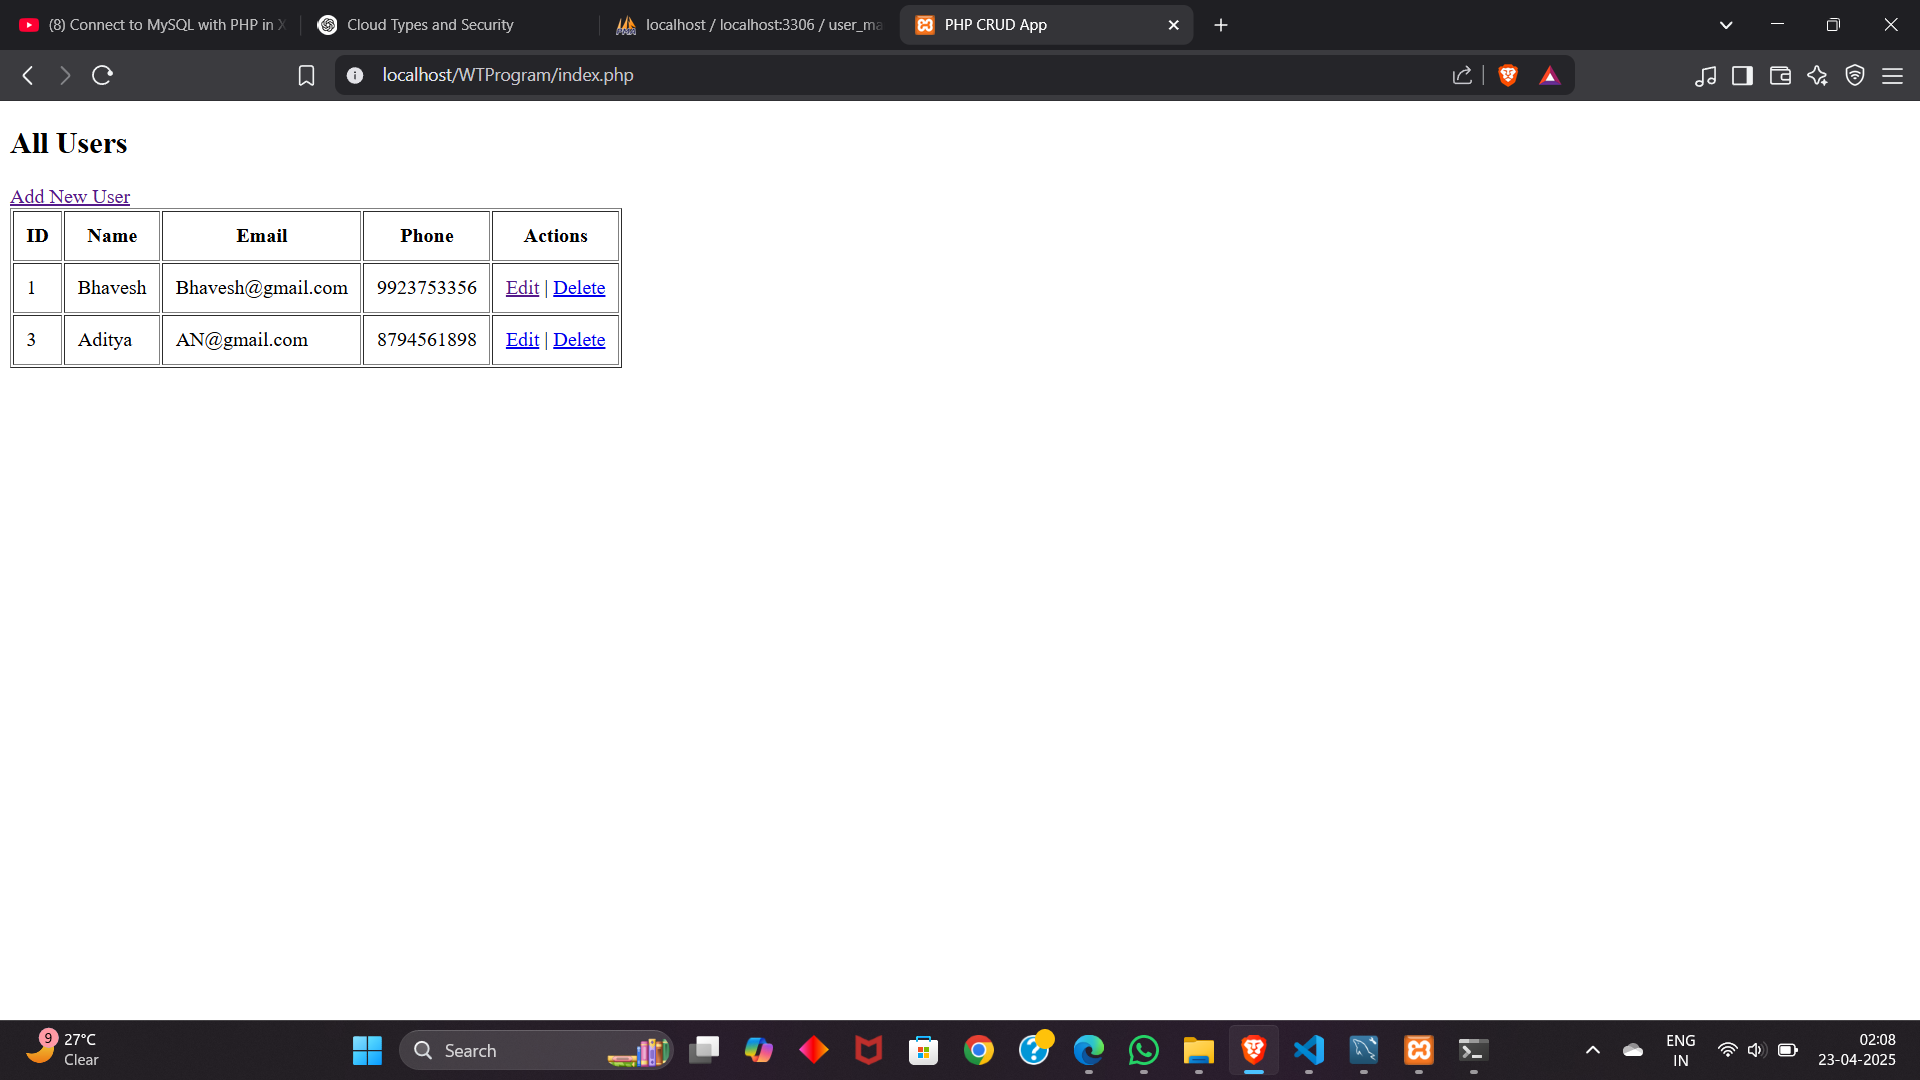 (8) Connect to MySQL with PHP in X
Cloud Types and Security
localhost / localhost:3306 / user_ma
PHP CRUD App
localhost/WTProgram/index.php
All Users
Add New User
ID Name Email Phone Actions
1 Bhavesh Bhavesh@gmail.com 9923753356 Edit | Delete
3 Aditya AN@gmail.com 8794561898 Edit | Delete
9 27°C
Clear
Search
ENG
IN
02:08
23-04-2025